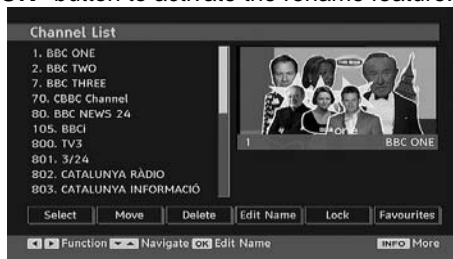 Channel List
1. BBC ONE
2. BBC TWO
7. BBC THREE
70. CBBC Channel
80. BBC NEWS 24
105. BBCi
800. TV3
801. 3/24
802. CATALUNYA RÀDIO
803. CATALUNYA INFORMACIÓ
one
1 BBC ONE
Select Move Delete Edit Name Lock Favourites
Function Navigate OK Edit Name INFO More